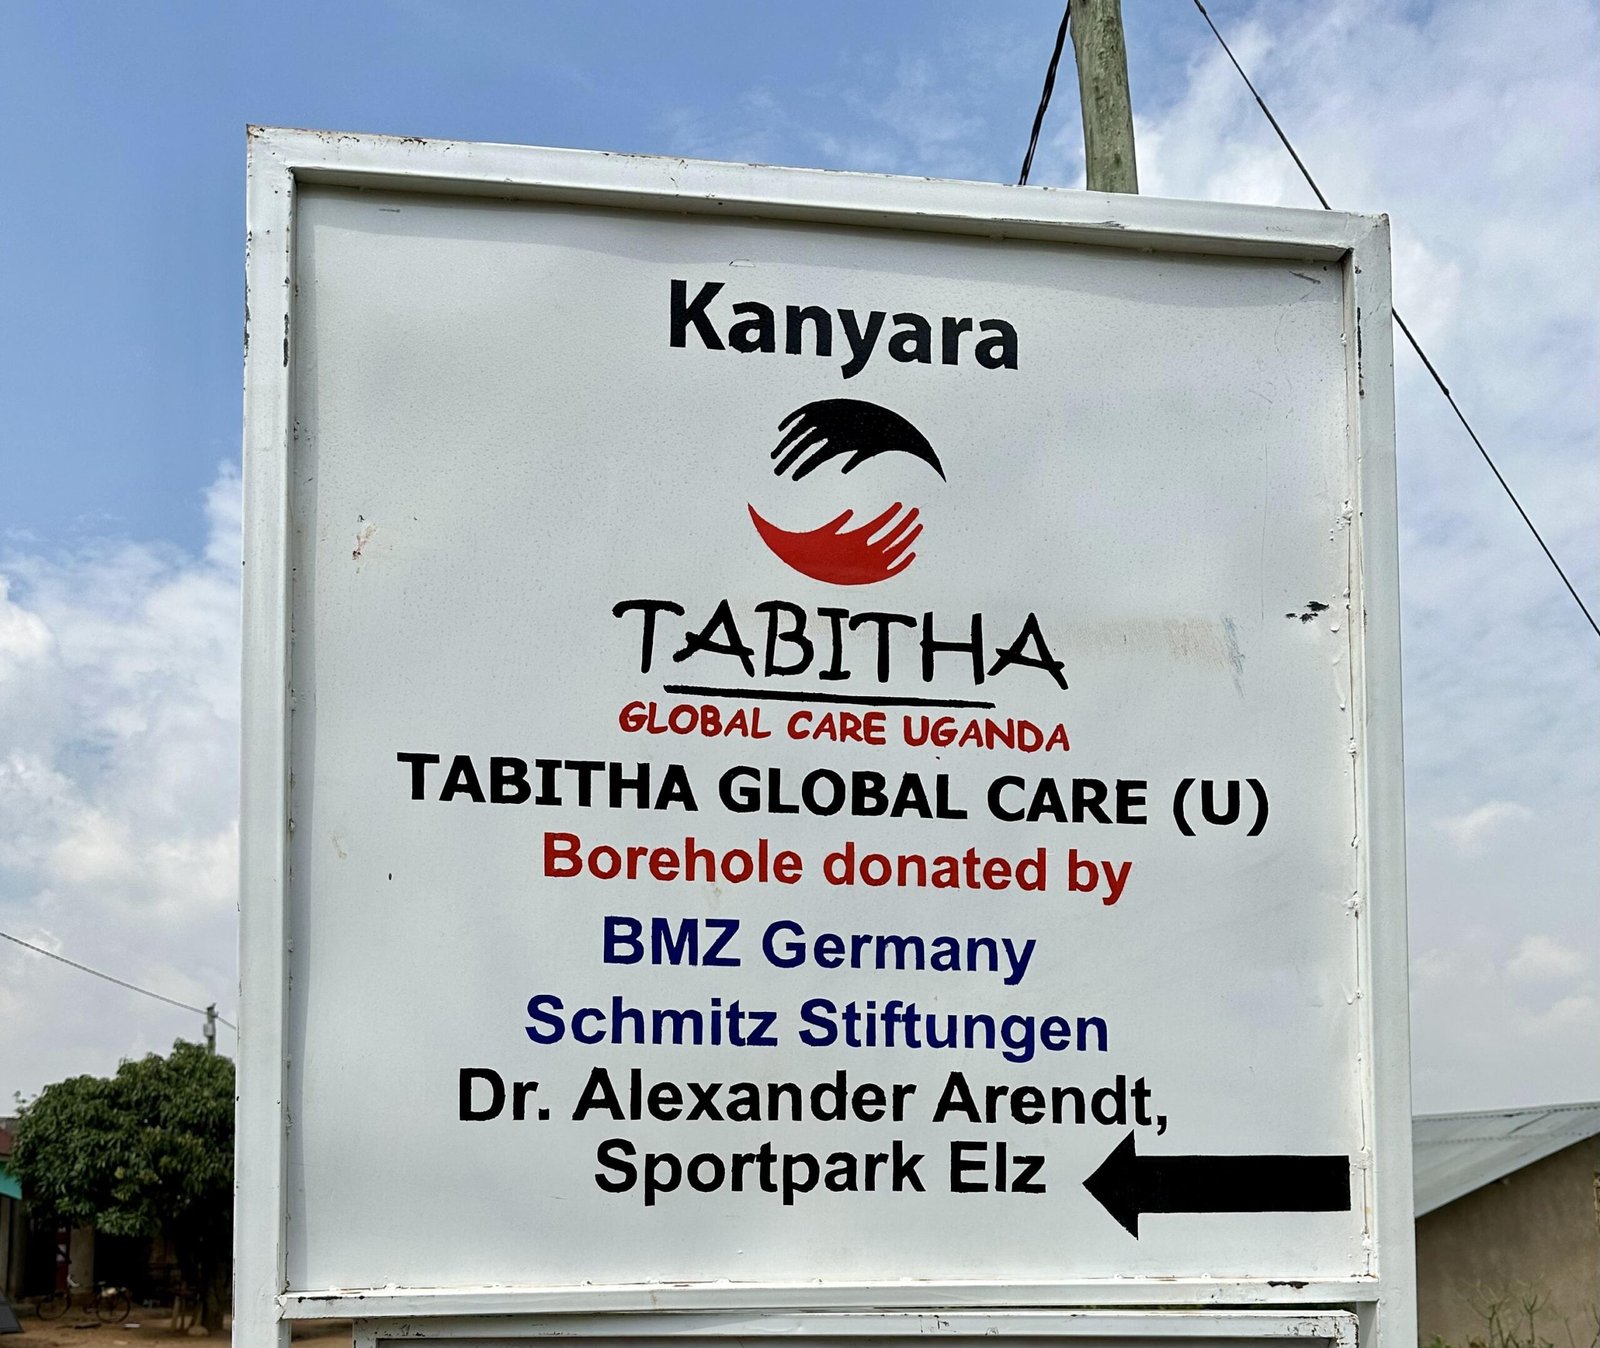 Kanyara
TABITHA
GLOBAL CARE UGANDA
TABITHA GLOBAL CARE (U)
Borehole donated by
BMZ Germany
Schmitz Stiftungen
Dr. Alexander Arendt,
Sportpark Elz